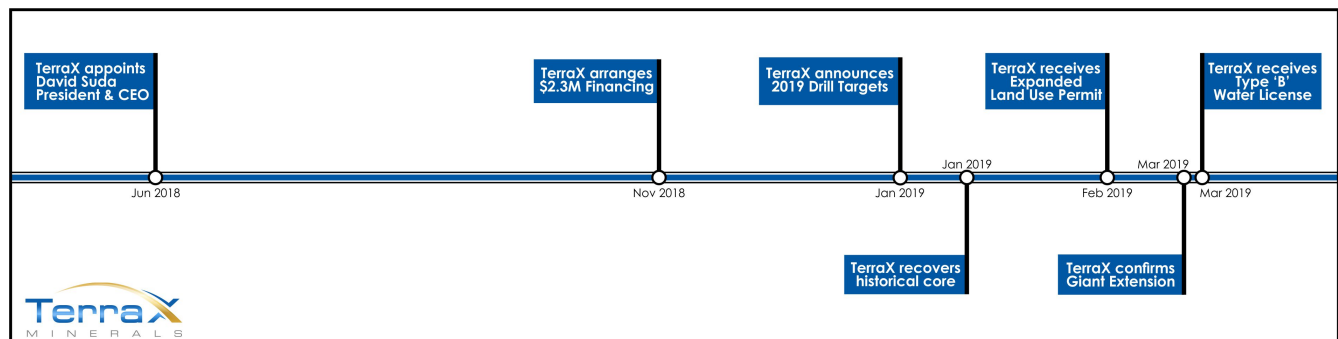 TerraX appoints
David Suda
President & CEO
Jun 2018
TerraX arranges
$2.3M Financing
Nov 2018
TerraX announces
2019 Drill Targets
Jan 2019
Jan 2019
TerraX recovers
historical core
TerraX receives
Expanded
Land Use Permit
Feb 2019
Mar 2019
TerraX confirms
Giant Extension
TerraX receives
Type ‘B’
Water License
Mar 2019
TerraX
MINERALS